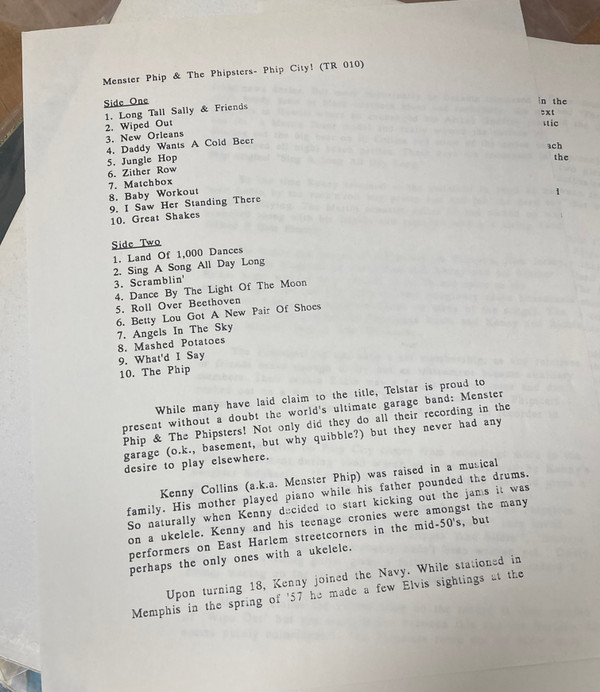 Menster Phip & The Phipsters- Phip City! (TR 010)
Side One
1. Long Tall Sally & Friends
2. Wiped Out
3. New Orleans
4. Daddy Wants A Cold Beer
5. Jungle Hop
6. Zither Row
7. Matchbox
8. Baby Workout
9. I Saw Her Standing There
10. Great Shakes
Side Two
1. Land Of 1,000 Dances
2. Sing A Song All Day Long
3. Scramblin'
4. Dance By The Light Of The Moon
5. Roll Over Beethoven
6. Betty Lou Got A New Pair Of Shoes
7. Angels In The Sky
8. Mashed Potatoes
9. What'd I Say
10. The Phip
While many have laid claim to the title, Telstar is proud to
present without a doubt the world's ultimate garage band: Menster
Phip & The Phipsters! Not only did they do all their recording in the
garage (o.k., basement, but why quibble?) but they never had any
desire to play elsewhere.
Kenny Collins (a.k.a. Menster Phip) was raised in a musical
family. His mother played piano while his father pounded the drums.
So naturally when Kenny decided to start kicking out the jams it was
on a ukelele. Kenny and his teenage cronies were amongst the many
performers on East Harlem streetcorners in the mid-50's, but
perhaps the only ones with a ukelele.
Upon turning 18, Kenny joined the Navy. While stationed in
Memphis in the spring of '57 he made a few Elvis sightings at the
in the
the